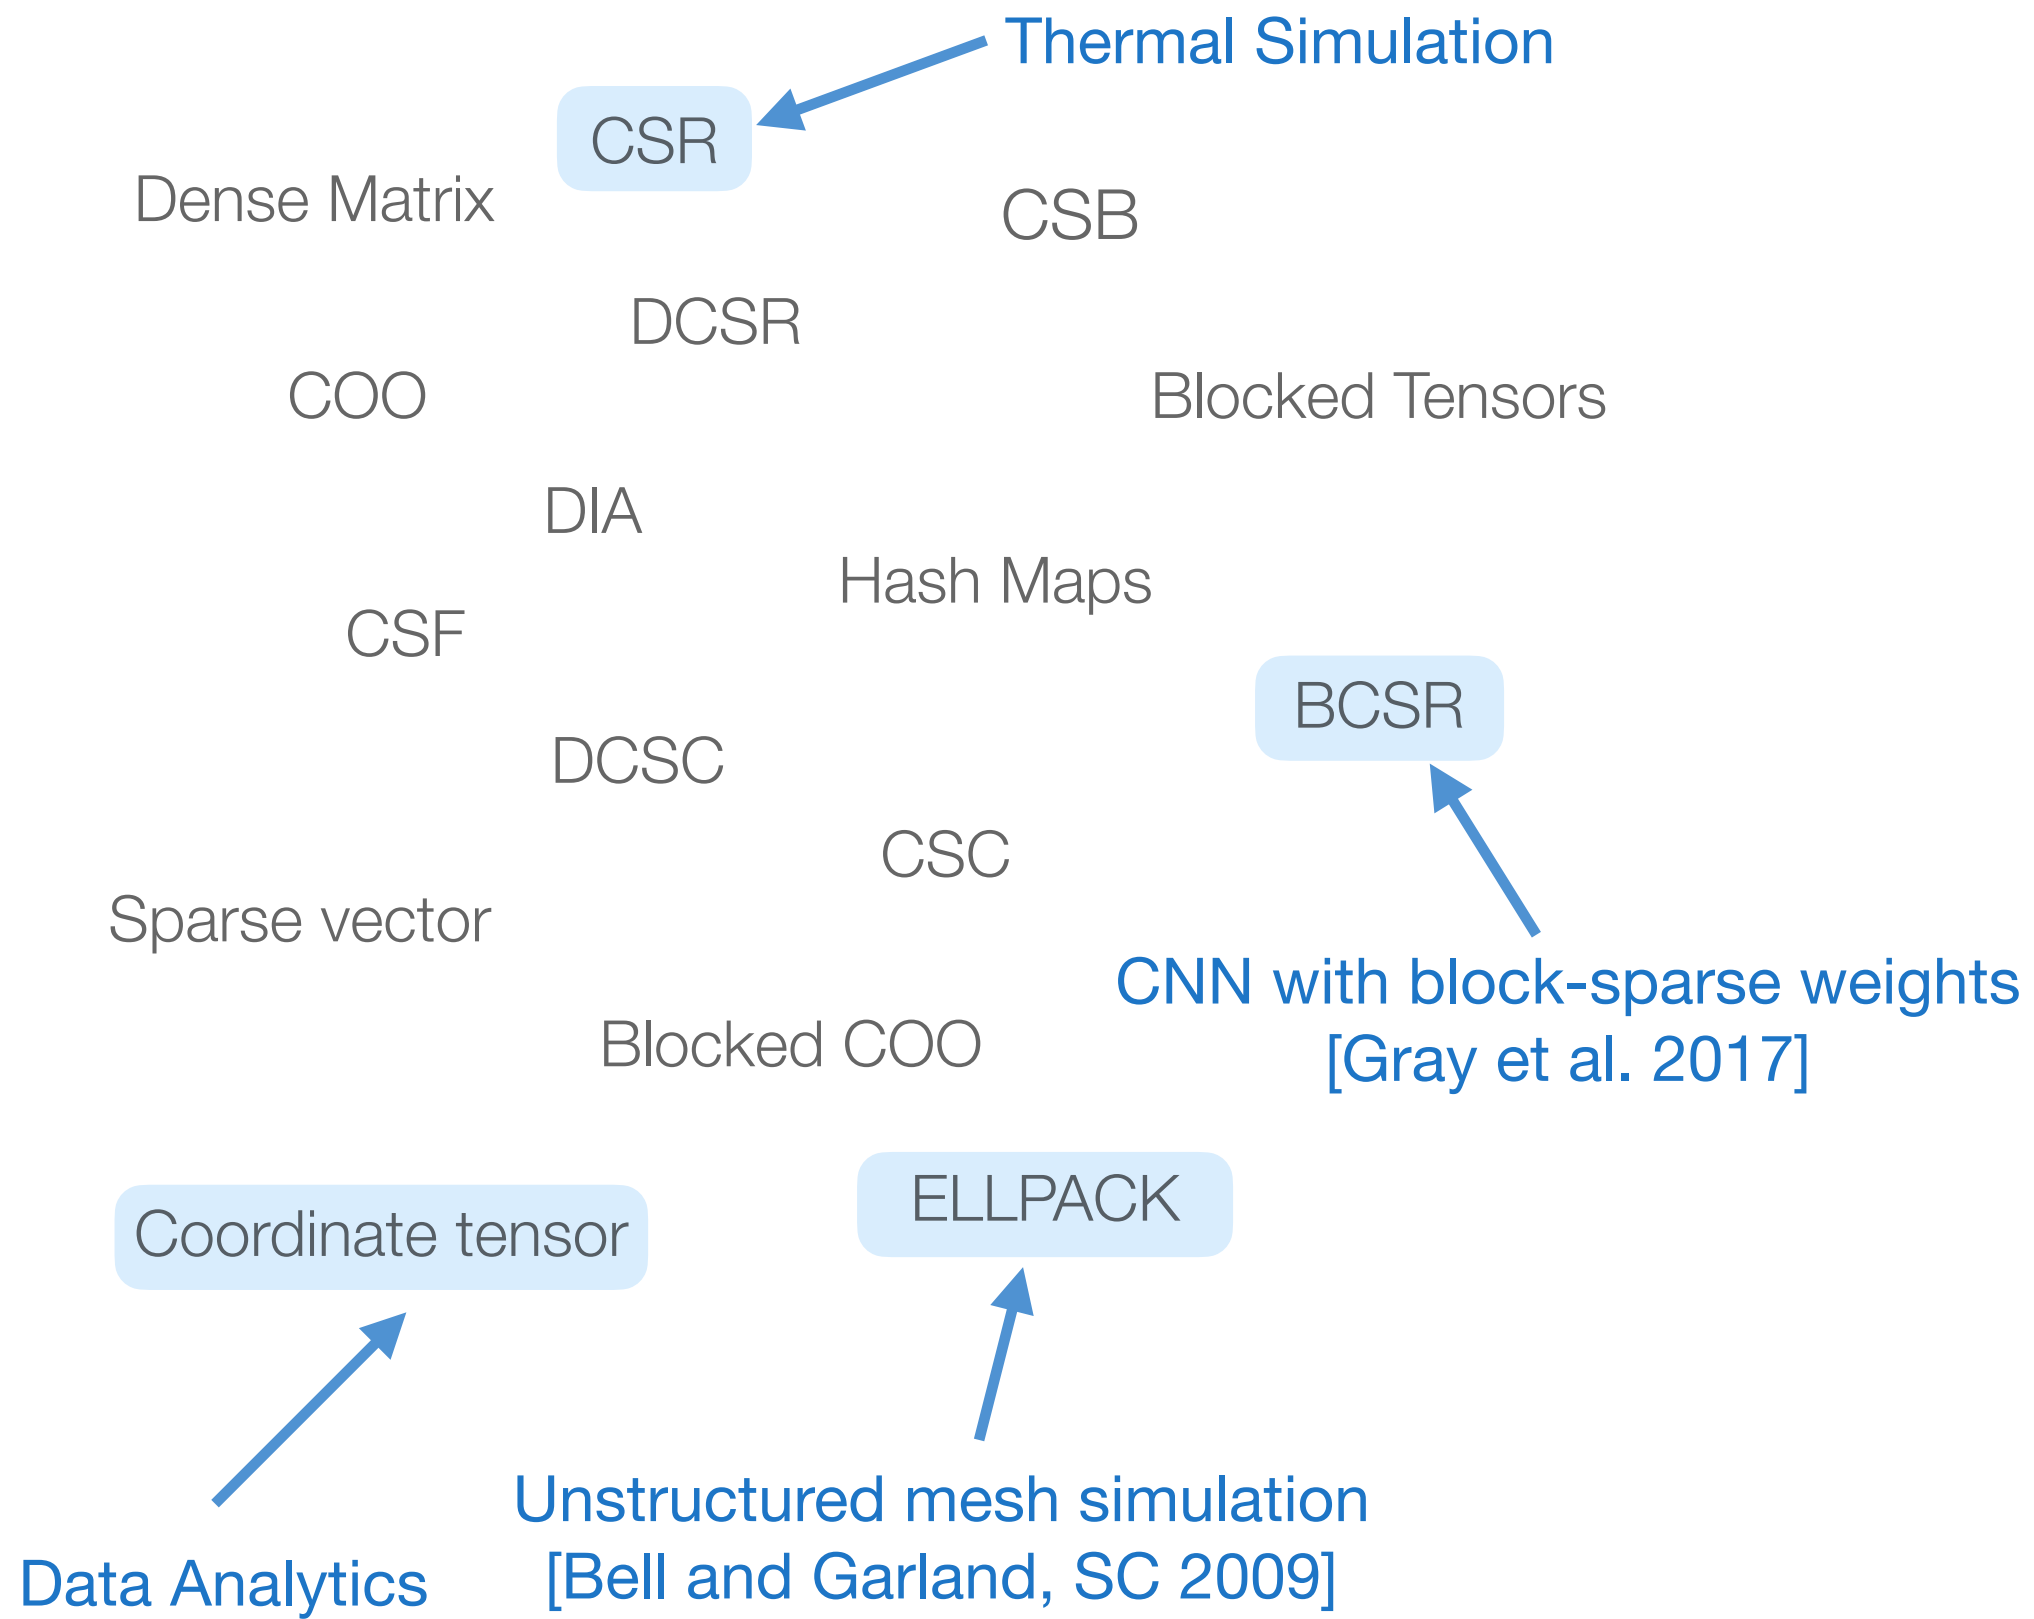 Thermal Simulation
CSR
Dense Matrix
CSB
DCSR
COO
Blocked Tensors
DIA
Hash Maps
CSF
BCSR
DCSC
CSC
Sparse vector
CNN with block-sparse weights
[Gray et al. 2017]
Blocked COO
ELLPACK
Coordinate tensor
Unstructured mesh simulation
[Bell and Garland, SC 2009]
Data Analytics